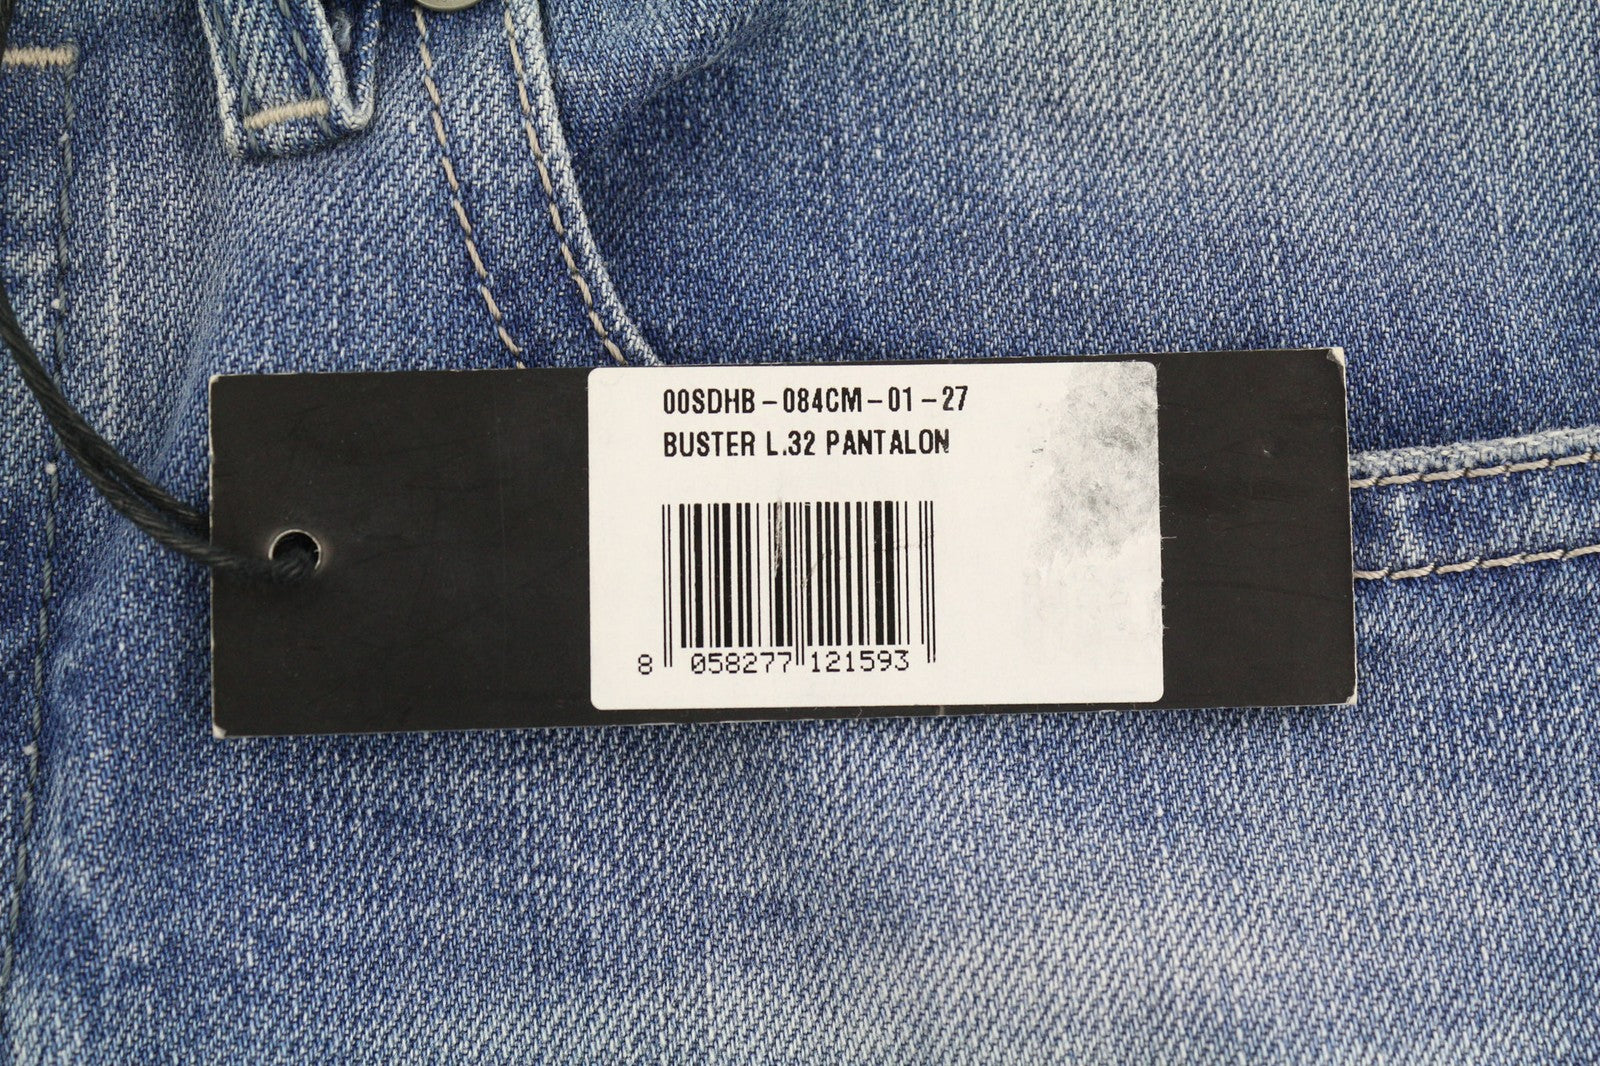 00SDHB-084CM-01-27
BUSTER L.32 PANTALON
8 058277 121593